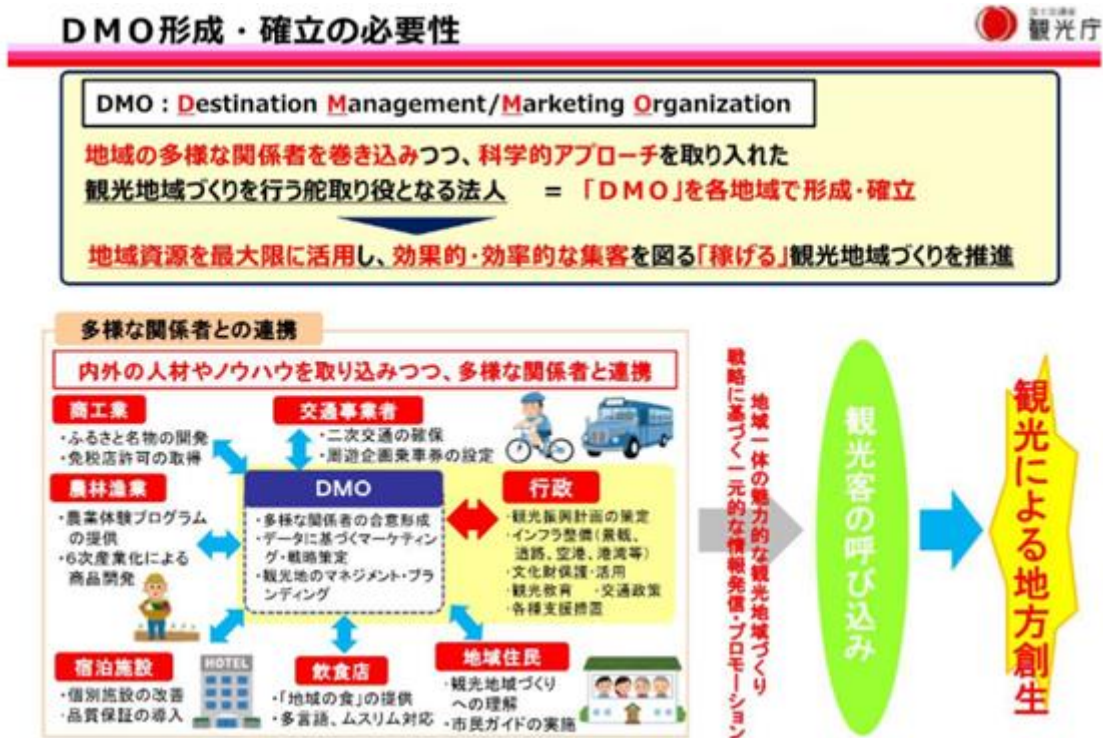 DMO形成・確立の必要性
国土交通省
観光庁
DMO：Destination Management/Marketing Organization
地域の多様な関係者を巻き込みつつ、科学的アプローチを取り入れた
観光地域づくりを行う舵取り役となる法人　＝　「DMO」を各地域で形成・確立
地域資源を最大限に活用し、効果的・効率的な集客を図る「稼げる」観光地域づくりを推進
多様な関係者との連携
内外の人材やノウハウを取り込みつつ、多様な関係者と連携
商工業
・ふるさと名物の開発
・免税店許可の取得
交通事業者
・二次交通の確保
・周遊企画乗車券の設定
農林漁業
・農業体験プログラム
の提供
・6次産業化による
商品開発
DMO
・多様な関係者の合意形成
・データに基づくマーケティン
グ・戦略策定
・観光地のマネジメント・ブラ
ンディング
行政
・観光振興計画の策定
・インフラ整備（景観、
道路、空港、港湾等）
・文化財保護・活用
・観光教育　・交通政策
・各種支援措置
宿泊施設
・個別施設の改善
・品質保証の導入
HOTEL
飲食店
・「地域の食」の提供
・多言語、ムスリム対応
地域住民
・観光地域づくり
への理解
・市民ガイドの実施
地域一体の魅力的な観光地域づくり
戦略に基づく一元的な情報発信・プロモーション
観光客の呼び込み
観光による地方創生